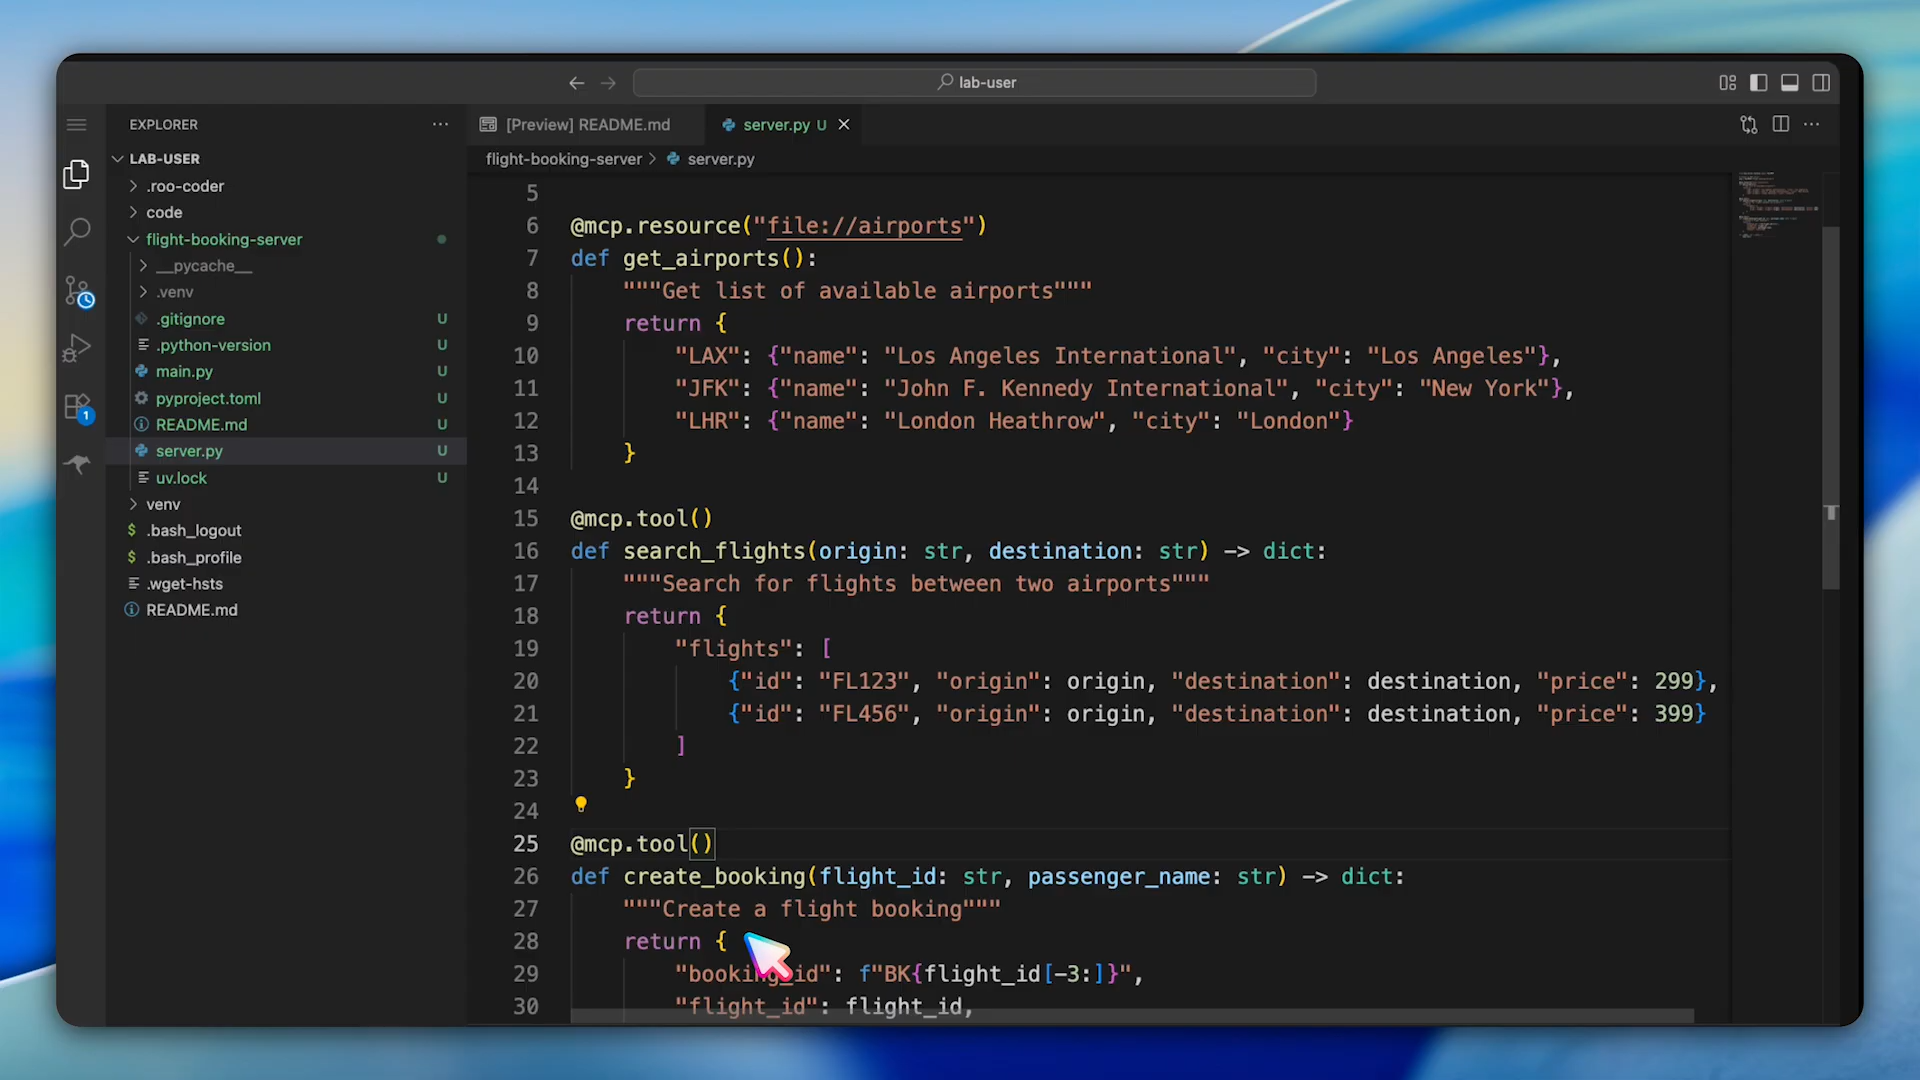 lab-user
EXPLORER
[Preview] README.md
server.py U
LAB-USER
flight-booking-server > server.py
.roo-coder
code
flight-booking-server
__pycache__
.venv
.gitignore U
.python-version U
main.py U
pyproject.toml U
README.md U
server.py U
uv.lock U
venv
.bash_logout
.bash_profile
.wget-hsts
README.md
1
5
6 @mcp.resource("file://airports")
7 def get_airports():
8 """Get list of available airports"""
9 return {
10 "LAX": {"name": "Los Angeles International", "city": "Los Angeles"},
11 "JFK": {"name": "John F. Kennedy International", "city": "New York"},
12 "LHR": {"name": "London Heathrow", "city": "London"}
13 }
14
15 @mcp.tool()
16 def search_flights(origin: str, destination: str) -> dict:
17 """Search for flights between two airports"""
18 return {
19 "flights": [
20 {"id": "FL123", "origin": origin, "destination": destination, "price": 299},
21 {"id": "FL456", "origin": origin, "destination": destination, "price": 399}
22 ]
23 }
24
25 @mcp.tool()
26 def create_booking(flight_id: str, passenger_name: str) -> dict:
27 """Create a flight booking"""
28 return {
29 "booking_id": f"BK{flight_id[-3:]}",
30 "flight_id": flight_id,